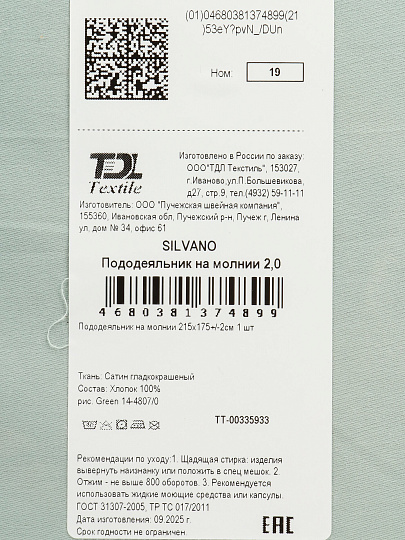 (01)04680381374899(21
)53eY?pvN_/DUn
Ном: 19
TDL
Textile
Изготовлено в России по заказу:
ООО"ТДЛ Текстиль", 153027,
г.Иваново,ул.П.Большевикова,
д27, стр.9, тел.(4932) 59-11-11
Изготовитель: ООО "Пучежская швейная компания",
155360, Ивановская обл, Пучежский р-н, Пучеж г, Ленина
ул, дом № 34, офис 61
SILVANO
Пододеяльник на молнии 2,0
4680381374899
Пододеяльник на молнии 215х175+/-2см 1 шт
Ткань: Сатин гладкокрашеный
Состав: Хлопок 100%
рис. Green 14-4807/0
ТТ-00335933
Рекомендации по уходу:1. Щадящая стирка: изделия
вывернуть наизнанку или положить в спец мешок. 2.
Отжим - не выше 800 оборотов. 3. Рекомендуется
использовать жидкие моющие средства или капсулы.
ГОСТ 31307-2005, ТР ТС 017/2011
Дата изготовления: 09.2025 г.
Срок годности не ограничен.
EAC